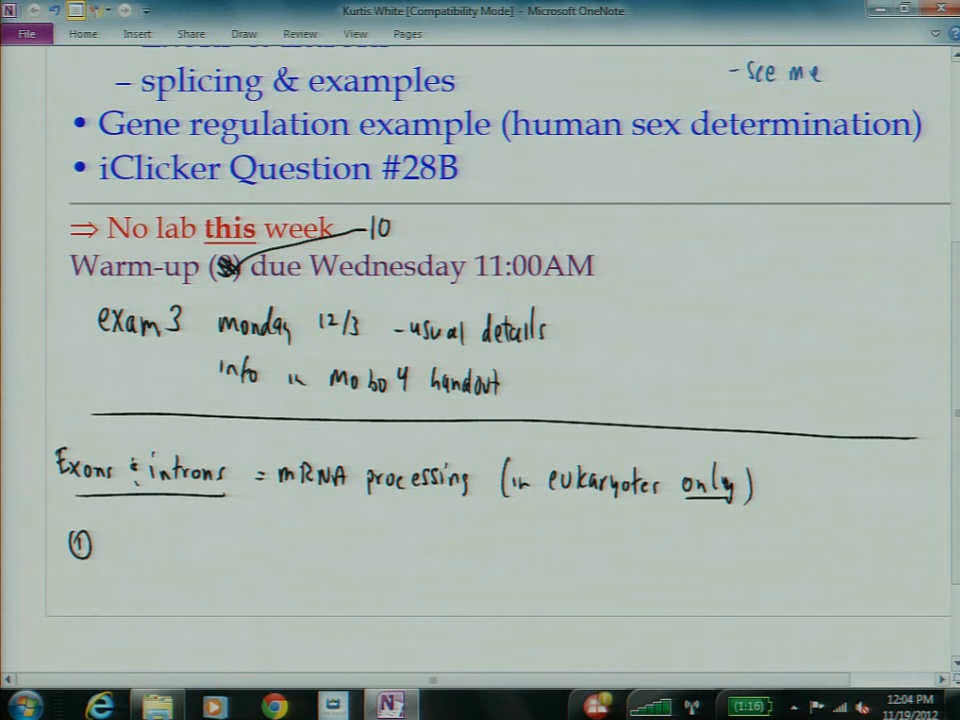 Kurtis White [Compatibility Mode] - Microsoft OneNote
File Home Insert Share Draw Review View Pages
– splicing & examples
- see me
• Gene regulation example (human sex determination)
• iClicker Question #28B
⇒ No lab this week
10
Warm-up ( ) due Wednesday 11:00AM
exam 3 monday 12/3 - usual details
info in Mobo 4 handout
Exons & introns = mRNA processing (in eukaryotes only)
①
(1:16)
12:04 PM
11/19/2012